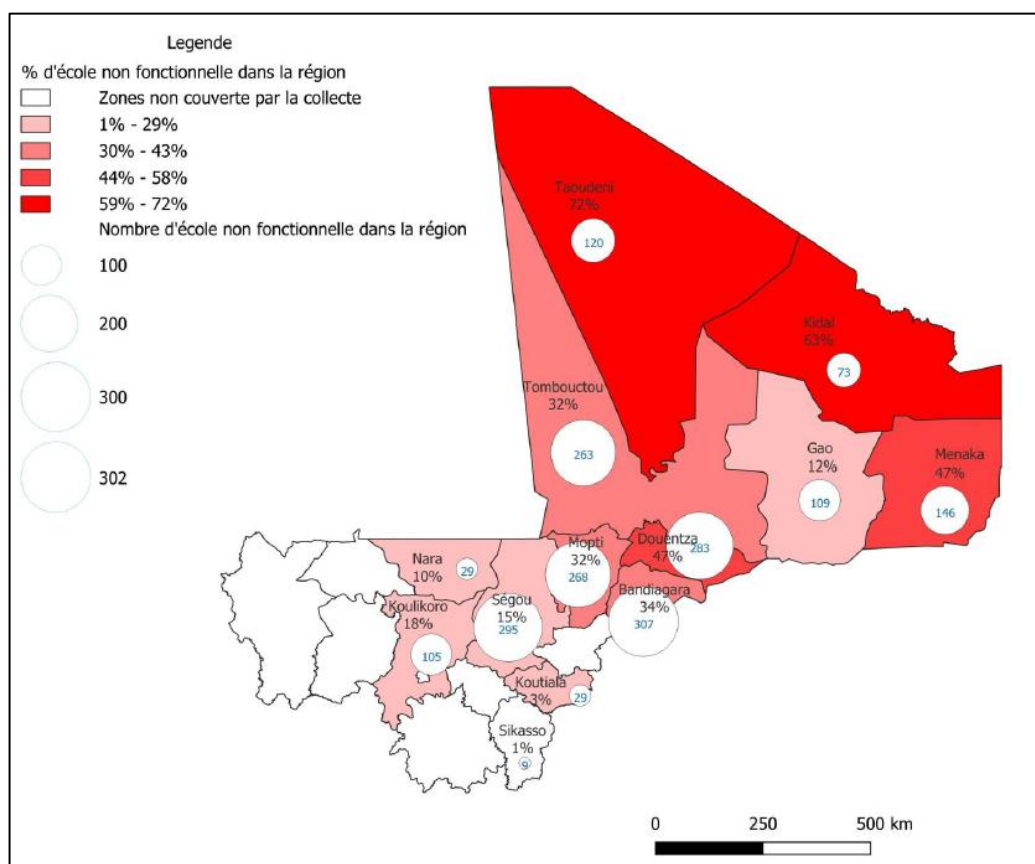 Legende
% d'école non fonctionnelle dans la région
Zones non couverte par la collecte
1% - 29%
30% - 43%
44% - 58%
59% - 72%
Nombre d'école non fonctionnelle dans la région
100
200
300
302
Taoudeni
72%
120
Kidal
63%
73
Tombouctou
32%
263
Gao
12%
109
Menaka
47%
146
Douentza
47%
283
Mopti
32%
268
Nara
10%
29
Bandiagara
34%
307
Ségou
15%
295
Koulikoro
18%
105
Koutiala
3%
29
Sikasso
1%
9
0
250
500 km